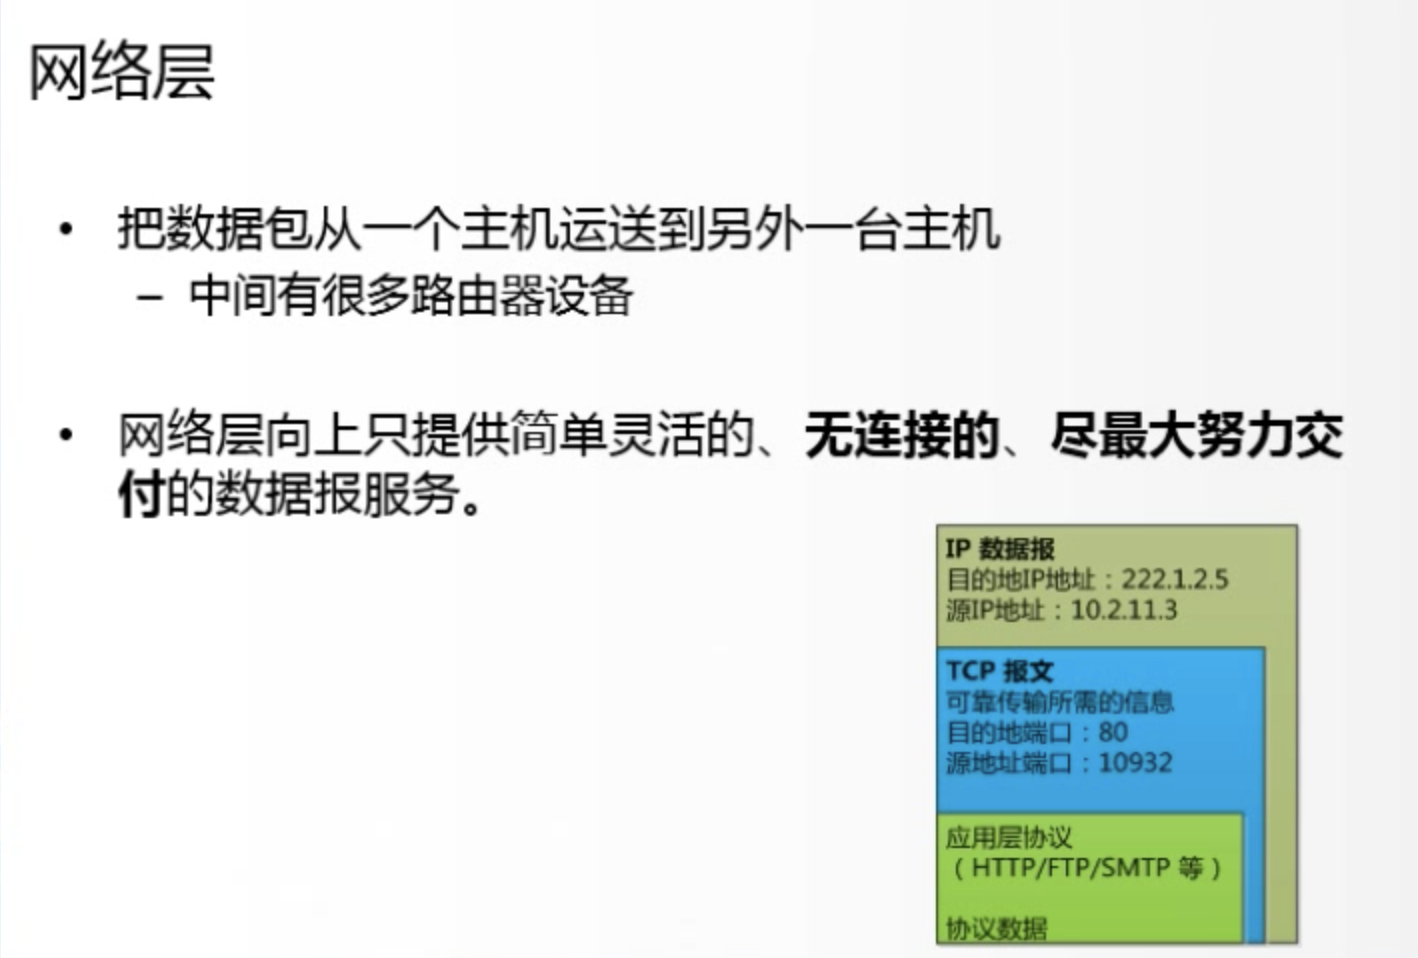 网络层
• 把数据包从一个主机运送到另外一台主机
– 中间有很多路由器设备
• 网络层向上只提供简单灵活的、无连接的、尽最大努力交
付的数据报服务。
IP 数据报
目的地IP地址：222.1.2.5
源IP地址：10.2.11.3
TCP 报文
可靠传输所需的信息
目的地端口：80
源地址端口：10932
应用层协议
（HTTP/FTP/SMTP 等）
协议数据